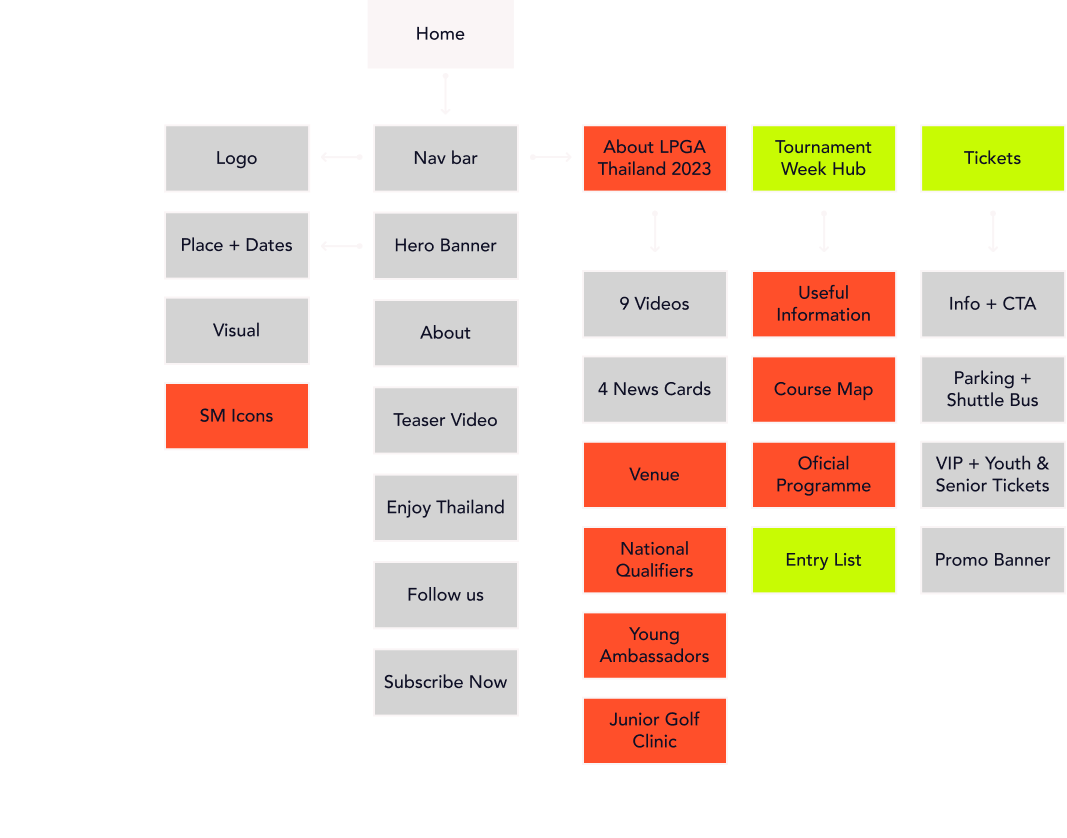 Home
Logo
Nav bar
About LPGA
Thailand 2023
Tournament
Week Hub
Tickets
Place + Dates
Hero Banner
Visual
About
SM Icons
Teaser Video
Enjoy Thailand
Follow us
Subscribe Now
9 Videos
4 News Cards
Venue
National
Qualifiers
Young
Ambassadors
Junior Golf
Clinic
Useful
Information
Course Map
Oficial
Programme
Entry List
Info + CTA
Parking +
Shuttle Bus
VIP + Youth &
Senior Tickets
Promo Banner